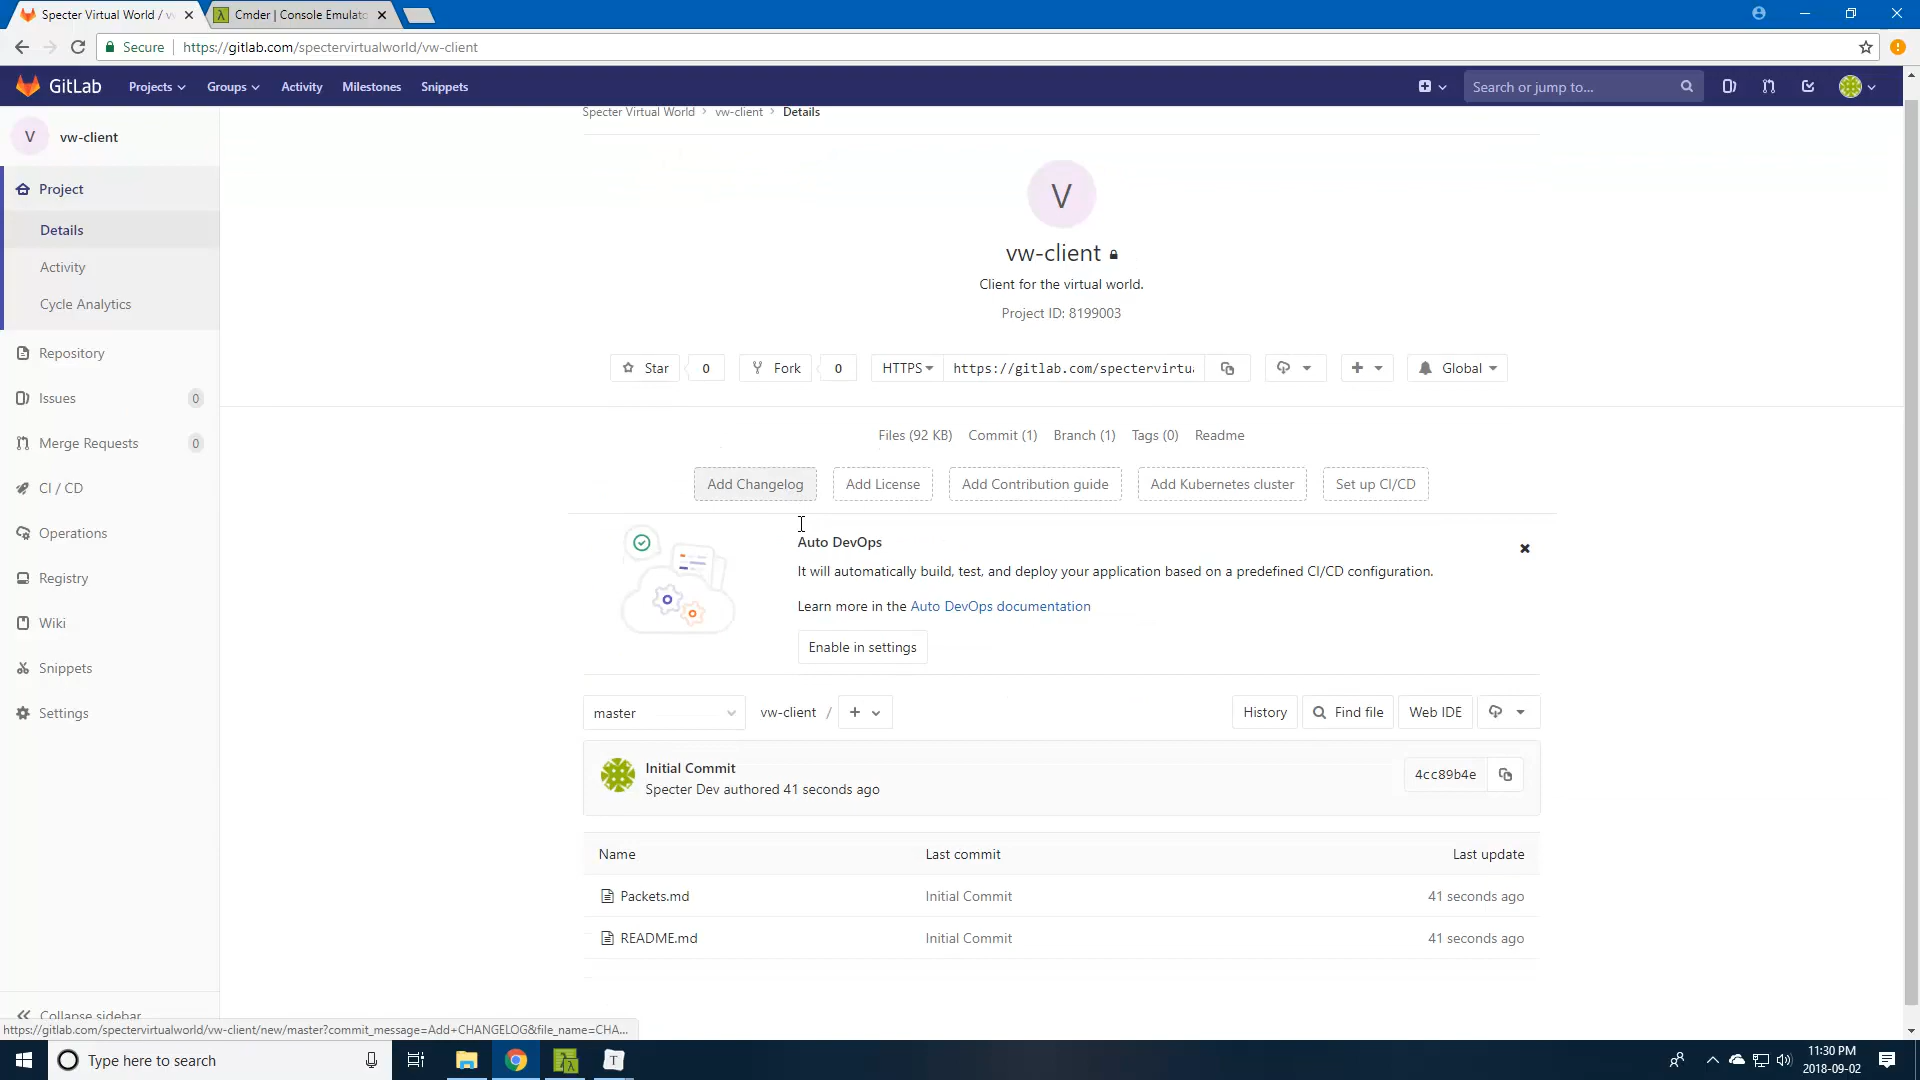 Specter Virtual World / v
Cmder | Console Emulato
Secure
https://gitlab.com/spectervirtualworld/vw-client
GitLab
Projects
Groups
Activity
Milestones
Snippets
Search or jump to...
V
vw-client
Project
Details
Activity
Cycle Analytics
Repository
Issues
0
Merge Requests
0
CI / CD
Operations
Registry
Wiki
Snippets
Settings
Collapse sidebar
Specter Virtual World > vw-client > Details
V
vw-client
Client for the virtual world.
Project ID: 8199003
Star
0
Fork
0
HTTPS
https://gitlab.com/spectervirtu
Global
Files (92 KB)
Commit (1)
Branch (1)
Tags (0)
Readme
Add Changelog
Add License
Add Contribution guide
Add Kubernetes cluster
Set up CI/CD
Auto DevOps
It will automatically build, test, and deploy your application based on a predefined CI/CD configuration.
Learn more in the Auto DevOps documentation
Enable in settings
master
vw-client /
History
Find file
Web IDE
Initial Commit
Specter Dev authored 41 seconds ago
4cc89b4e
Name
Last commit
Last update
Packets.md
Initial Commit
41 seconds ago
README.md
Initial Commit
41 seconds ago
https://gitlab.com/spectervirtualworld/vw-client/new/master?commit_message=Add+CHANGELOG&file_name=CHA...
Type here to search
T
11:30 PM
2018-09-02